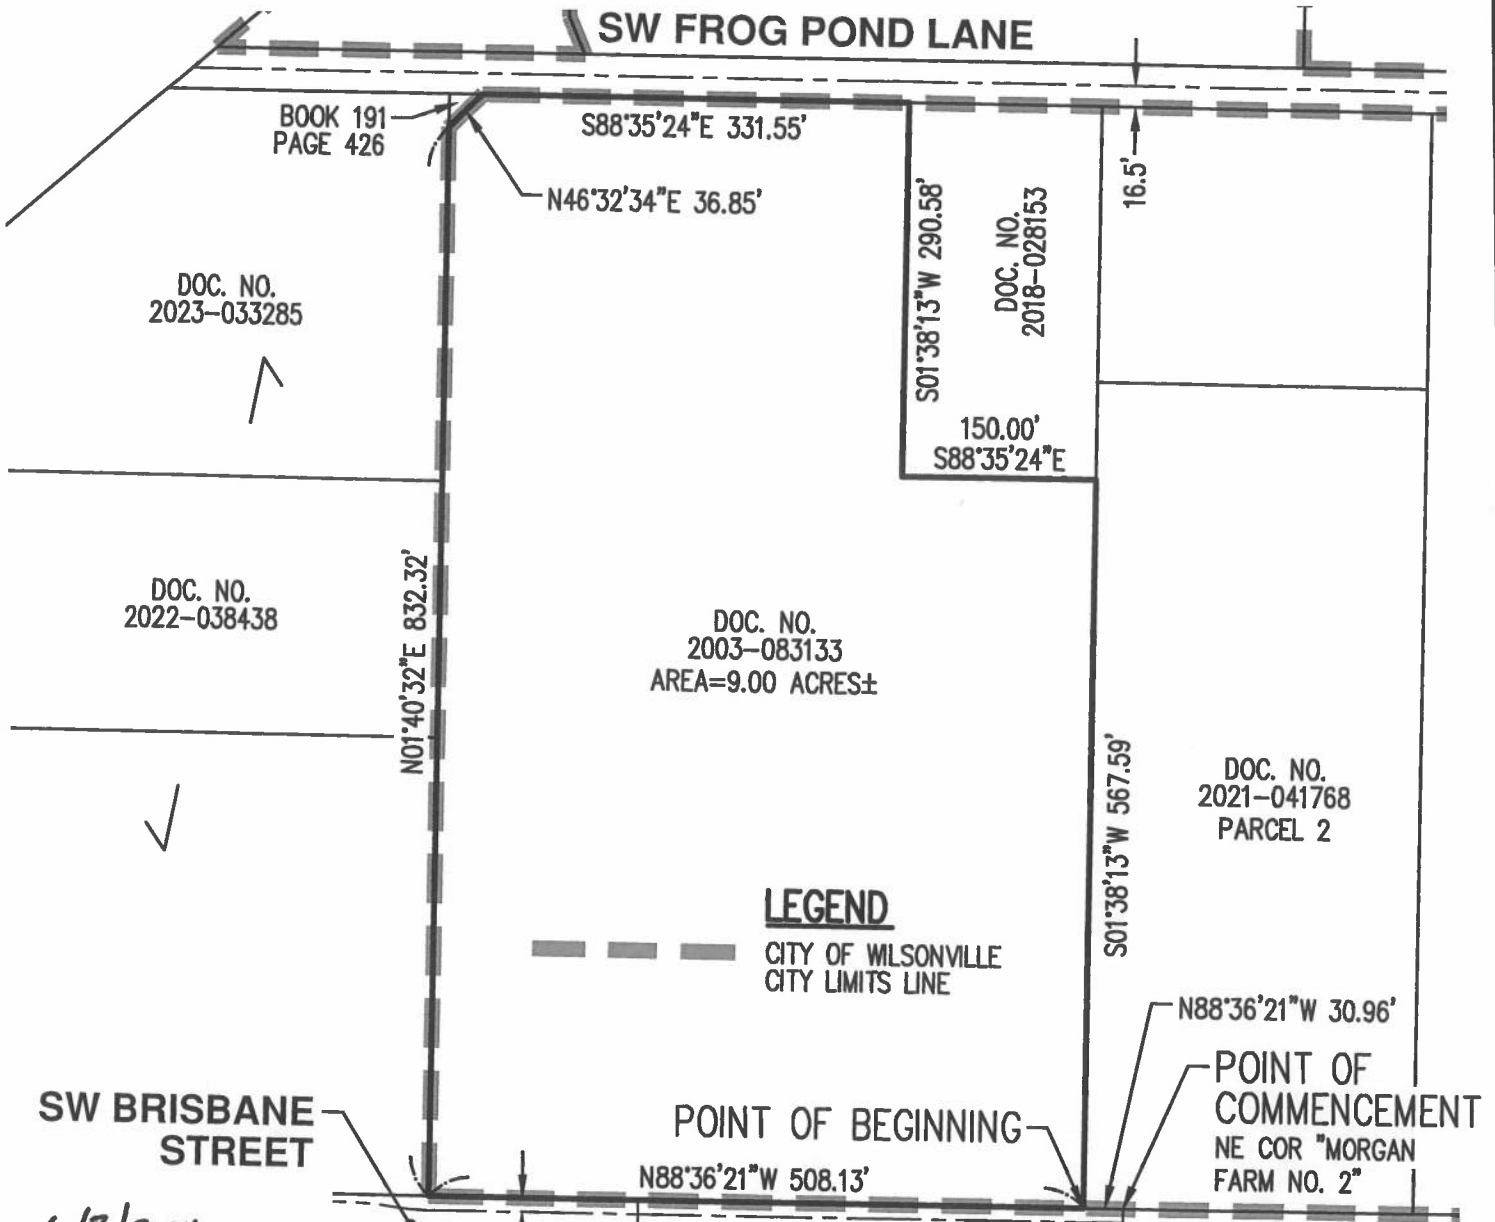 SW FROG POND LANE
BOOK 191
PAGE 426
S88°35'24"E 331.55'
N46°32'34"E 36.85'
16.5'
S01°38'13"W 290.58'
DOC. NO.
2018-028153
DOC. NO.
2023-033285
150.00'
S88°35'24"E
N01°40'32"E 832.32'
DOC. NO.
2022-038438
DOC. NO.
2003-083133
AREA=9.00 ACRES±
S01°38'13"W 567.59'
DOC. NO.
2021-041768
PARCEL 2
LEGEND
CITY OF WILSONVILLE
CITY LIMITS LINE
N88°36'21"W 30.96'
POINT OF
COMMENCEMENT
NE COR "MORGAN
FARM NO. 2"
SW BRISBANE
STREET
POINT OF BEGINNING
N88°36'21"W 508.13'